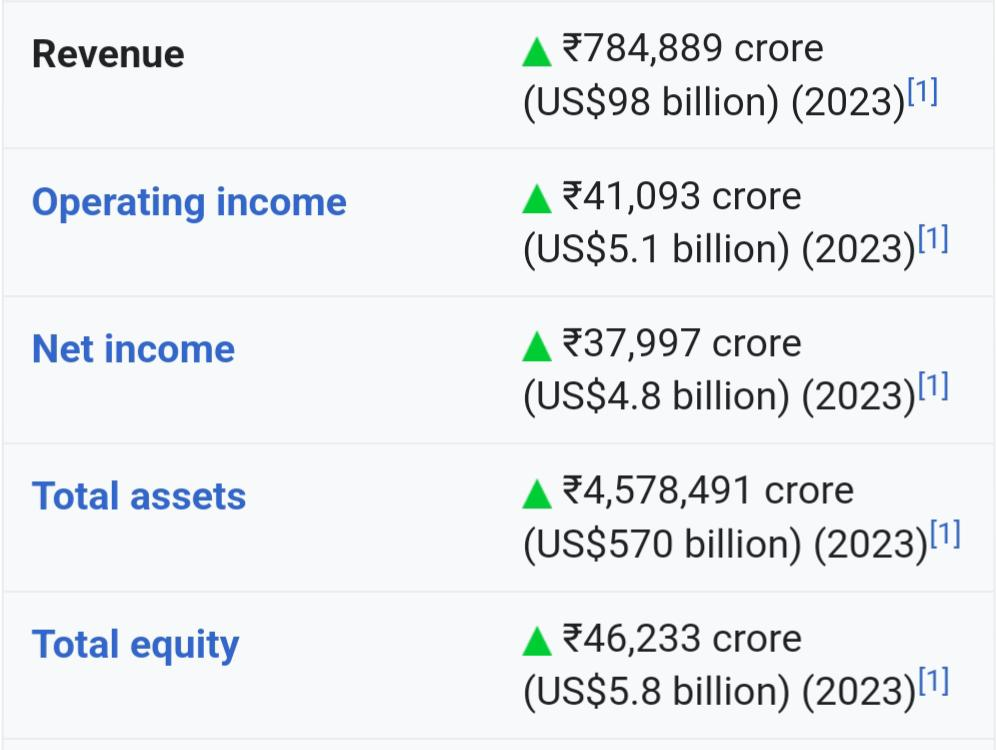 Revenue
▲ ₹784,889 crore
(US$98 billion) (2023)[1]
Operating income
▲ ₹41,093 crore
(US$5.1 billion) (2023)[1]
Net income
▲ ₹37,997 crore
(US$4.8 billion) (2023)[1]
Total assets
▲ ₹4,578,491 crore
(US$570 billion) (2023)[1]
Total equity
▲ ₹46,233 crore
(US$5.8 billion) (2023)[1]